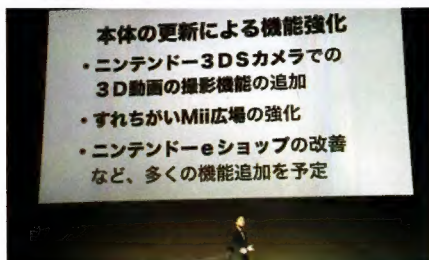 本体の更新による機能強化
・ニンテンドー3DSカメラでの
3D動画の撮影機能の追加
・すれちがいMii広場の強化
・ニンテンドーeショップの改善
など、多くの機能追加を予定